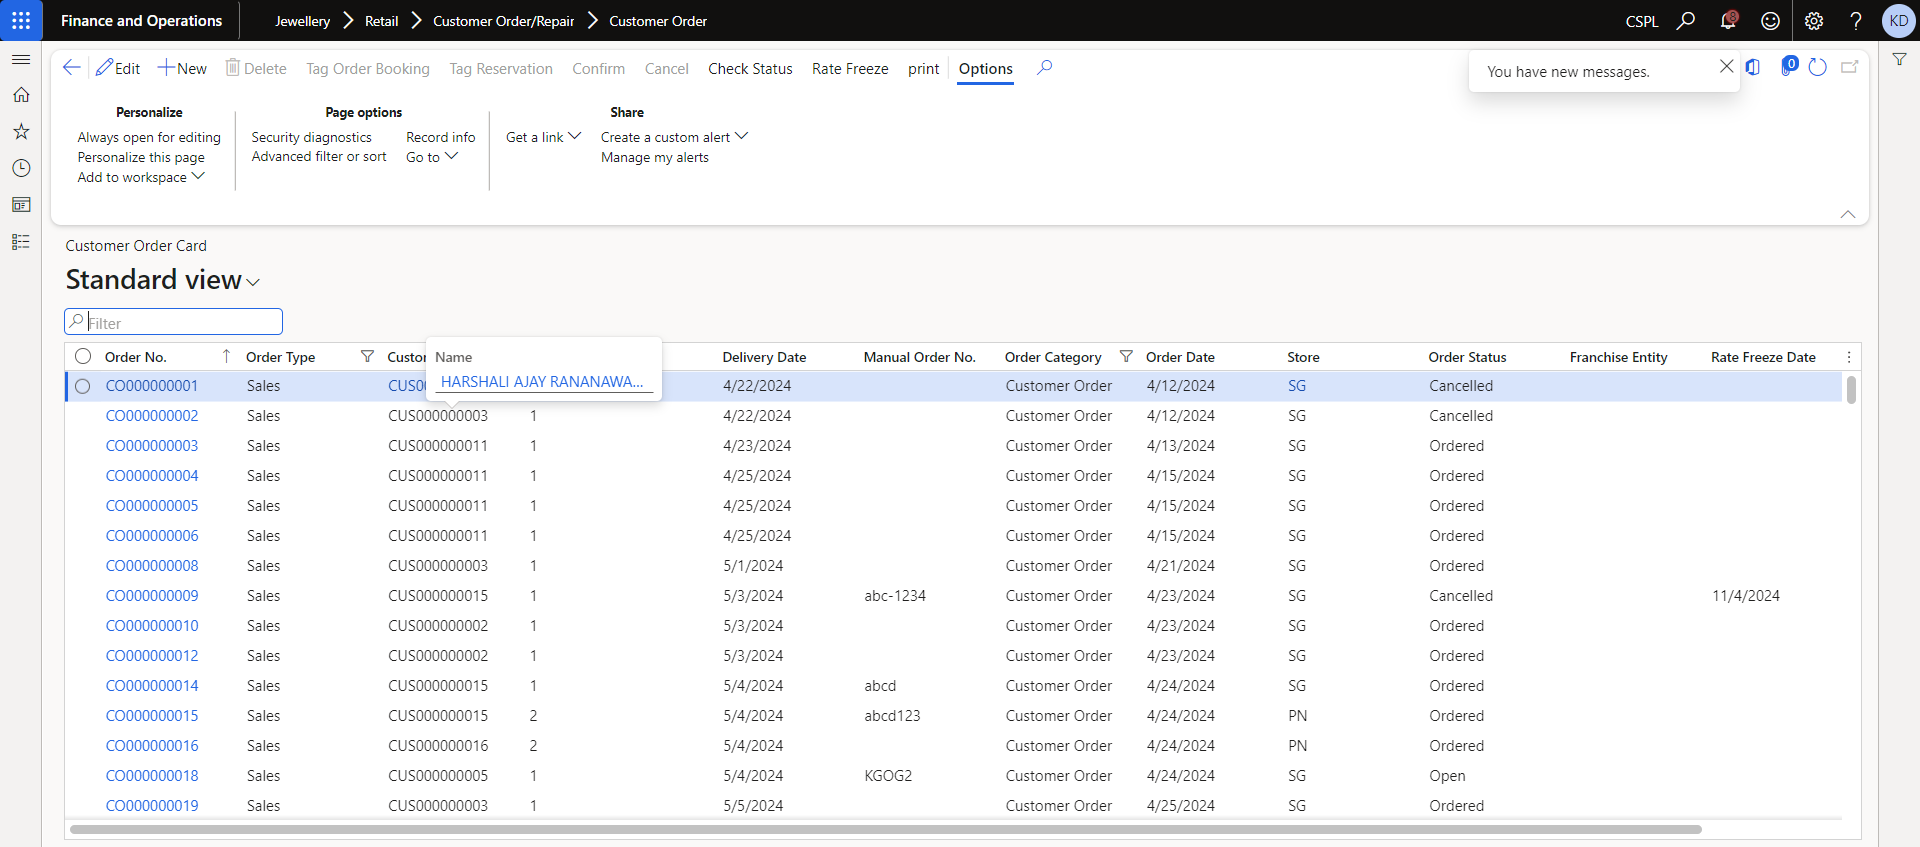 Finance and Operations Jewellery Retail Customer Order/Repair Customer Order CSPL 8 ? KD
Edit New Delete Tag Order Booking Tag Reservation Confirm Cancel Check Status Rate Freeze print Options You have new messages. 0
Personalize Page options Share
Always open for editing Security diagnostics Record info Get a link Create a custom alert
Personalize this page Advanced filter or sort Go to Manage my alerts
Add to workspace
Customer Order Card
Standard view
Filter
Order No. Order Type Custo Name Delivery Date Manual Order No. Order Category Order Date Store Order Status Franchise Entity Rate Freeze Date
CO000000001 Sales CUS00 HARSHALI AJAY RANANAWA... 4/22/2024 Customer Order 4/12/2024 SG Cancelled
CO000000002 Sales CUS000000003 1 4/22/2024 Customer Order 4/12/2024 SG Cancelled
CO000000003 Sales CUS000000011 1 4/23/2024 Customer Order 4/13/2024 SG Ordered
CO000000004 Sales CUS000000011 1 4/25/2024 Customer Order 4/15/2024 SG Ordered
CO000000005 Sales CUS000000011 1 4/25/2024 Customer Order 4/15/2024 SG Ordered
CO000000006 Sales CUS000000011 1 4/25/2024 Customer Order 4/15/2024 SG Ordered
CO000000008 Sales CUS000000003 1 5/1/2024 Customer Order 4/21/2024 SG Ordered
CO000000009 Sales CUS000000015 1 5/3/2024 abc-1234 Customer Order 4/23/2024 SG Cancelled 11/4/2024
CO000000010 Sales CUS000000002 1 5/3/2024 Customer Order 4/23/2024 SG Ordered
CO000000012 Sales CUS000000002 1 5/3/2024 Customer Order 4/23/2024 SG Ordered
CO000000014 Sales CUS000000015 1 5/4/2024 abcd Customer Order 4/24/2024 SG Ordered
CO000000015 Sales CUS000000015 2 5/4/2024 abcd123 Customer Order 4/24/2024 PN Ordered
CO000000016 Sales CUS000000016 2 5/4/2024 Customer Order 4/24/2024 PN Ordered
CO000000018 Sales CUS000000005 1 5/4/2024 KGOG2 Customer Order 4/24/2024 SG Open
CO000000019 Sales CUS000000003 1 5/5/2024 Customer Order 4/25/2024 SG Ordered